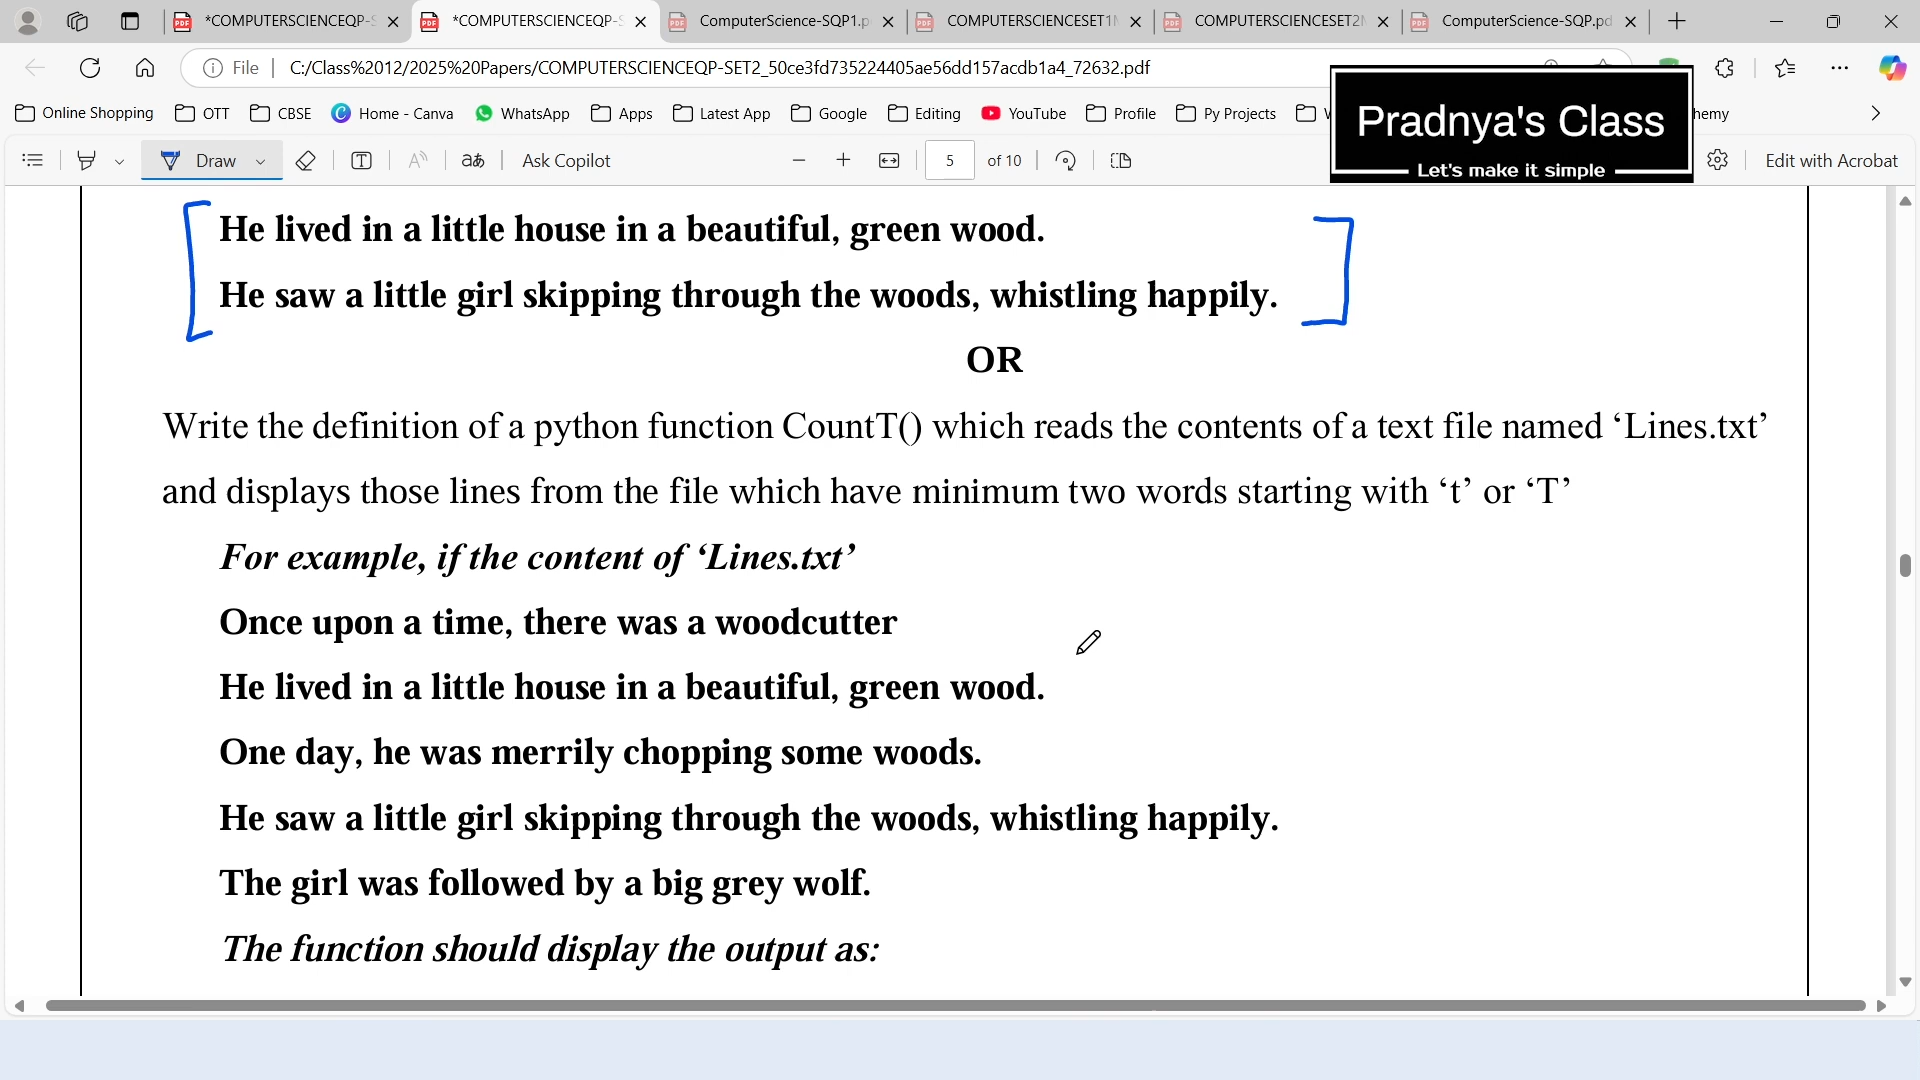 *COMPUTERSCIENCEQP-S
*COMPUTERSCIENCEQP-S
ComputerScience-SQP1.p
COMPUTERSCIENCESET1
COMPUTERSCIENCESET2
ComputerScience-SQP.pd
File
C:/Class%2012/2025%20Papers/COMPUTERSCIENCEQP-SET2_50ce3fd735224405ae56dd157acdb1a4_72632.pdf
Online Shopping
OTT
CBSE
Home - Canva
WhatsApp
Apps
Latest App
Google
Editing
YouTube
Profile
Py Projects
hemy
Pradnya's Class
Let's make it simple
Draw
Ask Copilot
5 of 10
Edit with Acrobat
He lived in a little house in a beautiful, green wood.
He saw a little girl skipping through the woods, whistling happily.
OR
Write the definition of a python function CountT() which reads the contents of a text file named ‘Lines.txt’
and displays those lines from the file which have minimum two words starting with ‘t’ or ‘T’
For example, if the content of ‘Lines.txt’
Once upon a time, there was a woodcutter
He lived in a little house in a beautiful, green wood.
One day, he was merrily chopping some woods.
He saw a little girl skipping through the woods, whistling happily.
The girl was followed by a big grey wolf.
The function should display the output as: